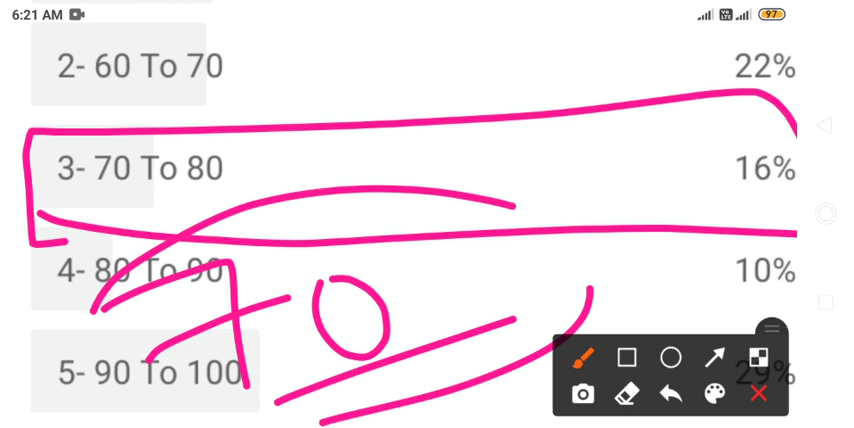 6:21 AM
97
2- 60 To 70 22%
3- 70 To 80 16%
4- 80 To 90 10%
70
5- 90 To 100 29%